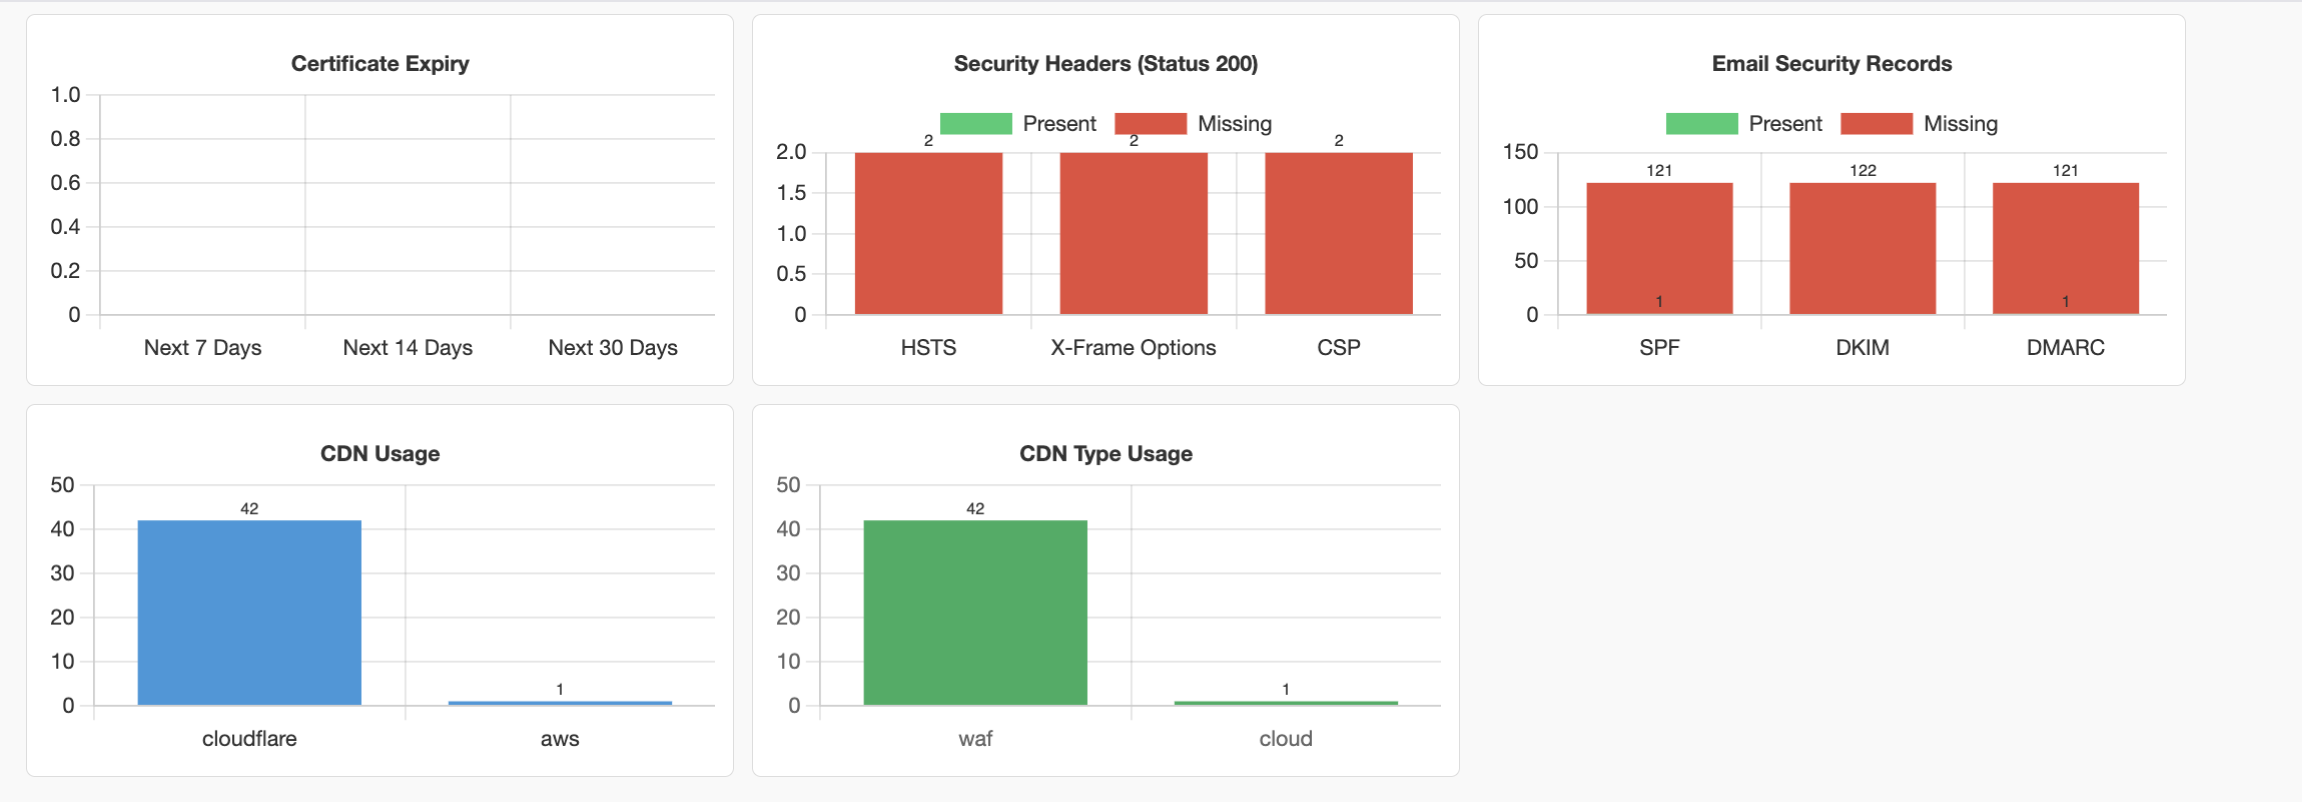 Certificate Expiry
1.0
0.8
0.6
0.4
0.2
0
Next 7 Days Next 14 Days Next 30 Days
Security Headers (Status 200)
Present Missing
2 2 2
2.0
1.5
1.0
0.5
0
HSTS X-Frame Options CSP
Email Security Records
Present Missing
150
121 122 121
100
50
1 1
0
SPF DKIM DMARC
CDN Usage
50
42
40
30
20
10
1
0
cloudflare aws
CDN Type Usage
50
42
40
30
20
10
1
0
waf cloud